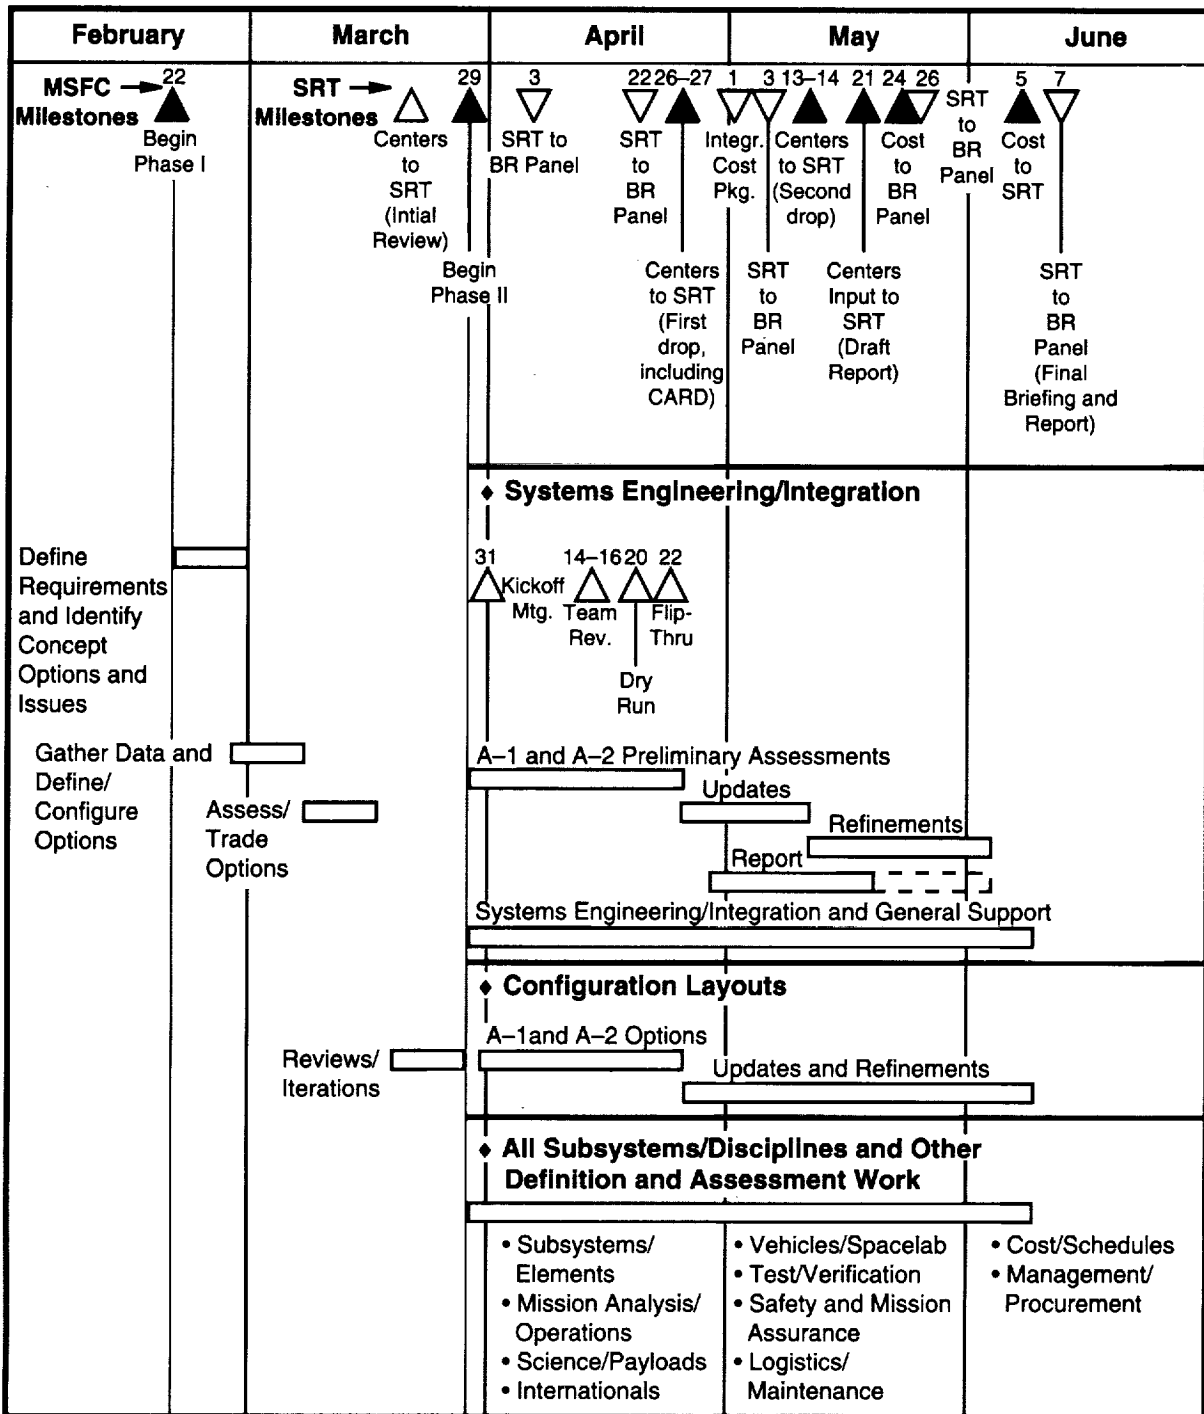 February
March
April
May
June
MSFC
Milestones
22
Begin
Phase I
SRT
Milestones
Centers
to
SRT
(Intial
Review)
29
Begin
Phase II
3
SRT to
BR Panel
22
SRT
to
BR
Panel
26–27
Centers
to SRT
(First
drop,
including
CARD)
1
Integr.
Cost
Pkg.
3
SRT
to
BR
Panel
13–14
Centers
to SRT
(Second
drop)
21
Centers
Input to
SRT
(Draft
Report)
24
Cost
to
BR
Panel
26
SRT
to
BR
Panel
5
Cost
to
SRT
7
SRT
to
BR
Panel
(Final
Briefing and
Report)
♦ Systems Engineering/Integration
Define
Requirements
and Identify
Concept
Options and
Issues
31
Kickoff
Mtg.
14–16
Team
Rev.
20
Dry
Run
22
Flip-
Thru
Gather Data and
Define/
Configure
Options
Assess/
Trade
Options
A–1 and A–2 Preliminary Assessments
Updates
Refinements
Report
Systems Engineering/Integration and General Support
♦ Configuration Layouts
Reviews/
Iterations
A–1and A–2 Options
Updates and Refinements
♦ All Subsystems/Disciplines and Other
Definition and Assessment Work
• Subsystems/
Elements
• Mission Analysis/
Operations
• Science/Payloads
• Internationals
• Vehicles/Spacelab
• Test/Verification
• Safety and Mission
Assurance
• Logistics/
Maintenance
• Cost/Schedules
• Management/
Procurement